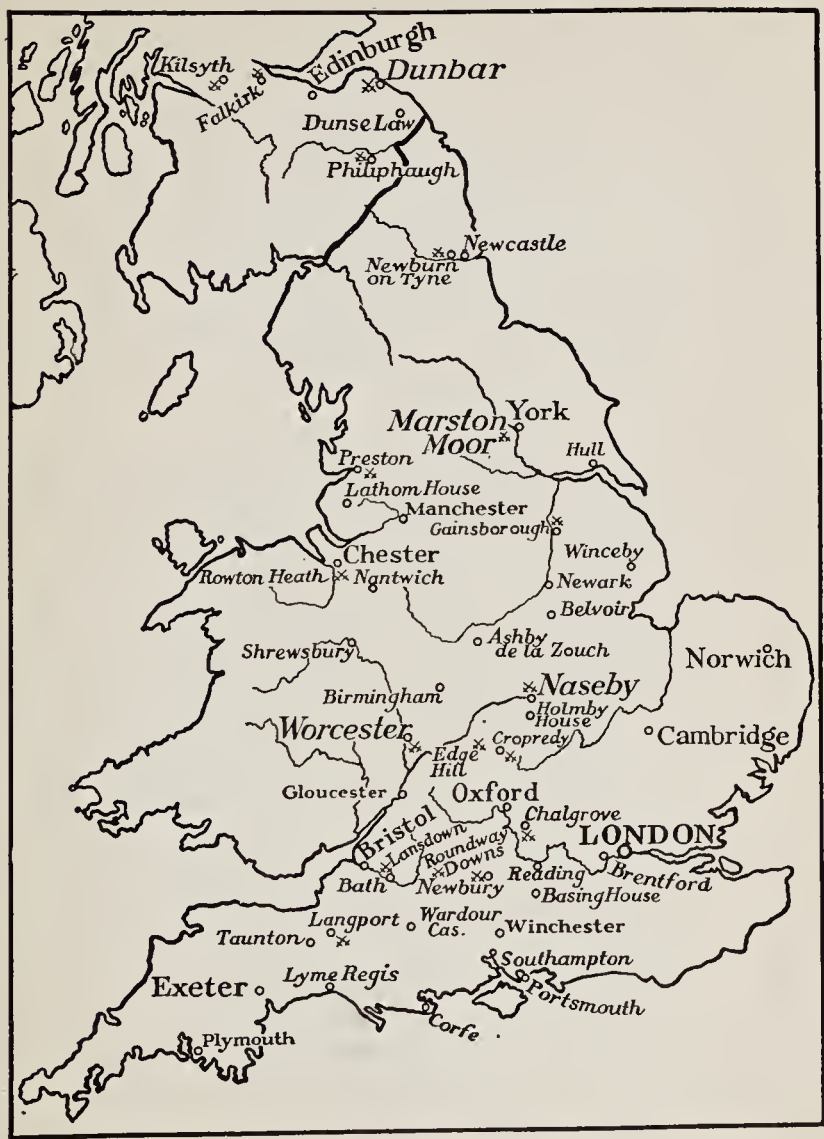 Kilsyth
Falkirk
Edinburgh
Dunbar
Dunse Law
Philiphaugh
Newcastle
Newburn
on Tyne
Marston
Moor
York
Hull
Preston
Lathom House
Manchester
Gainsborough
Chester
Winceby
Rowton Heath
Nantwich
Newark
Belvoir
Ashby
de la Zouch
Shrewsbury
Norwich
Birmingham
Naseby
Holmby
House
Worcester
Cropredy
Cambridge
Edge
Hill
Gloucester
Oxford
Chalgrove
Bristol
Lansdown
Roundway
Downs
LONDON
Bath
Newbury
Reading
Brentford
Basing House
Langport
Wardour
Cas.
Winchester
Taunton
Southampton
Portsmouth
Exeter
Lyme Regis
Corfe
Plymouth